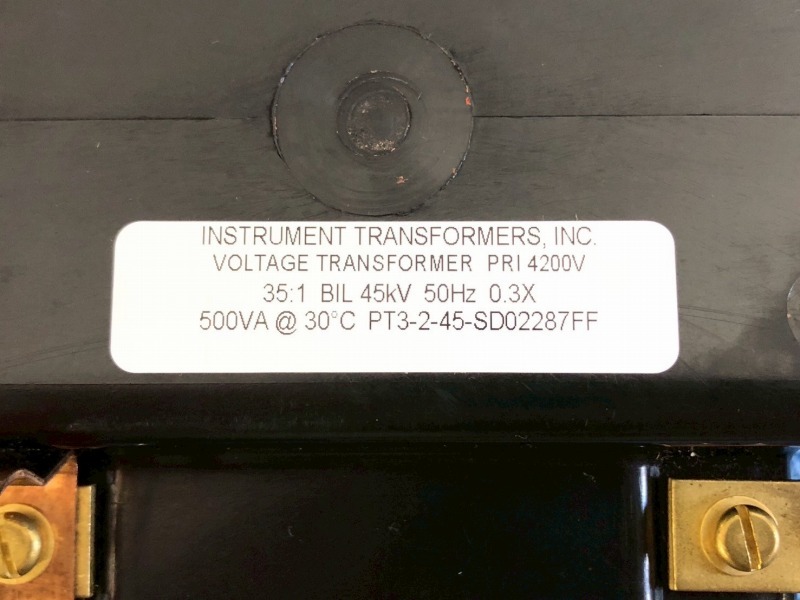 INSTRUMENT TRANSFORMERS, INC.
VOLTAGE TRANSFORMER PRI 4200V
35:1 BIL 45kV 50Hz 0.3X
500VA @ 30°C PT3-2-45-SD02287FF